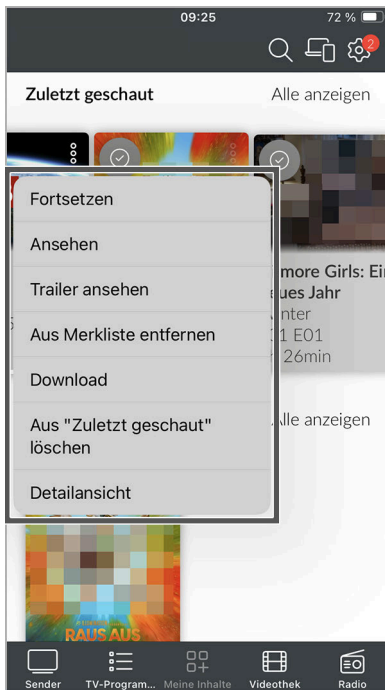 09:25
72 %
2
Zuletzt geschaut
Alle anzeigen
Fortsetzen
Ansehen
Trailer ansehen
Aus Merkliste entfernen
Download
Aus "Zuletzt geschaut"
löschen
Detailansicht
more Girls: Ei
ues Jahr
nter
1 E01
26min
Alle anzeigen
RAUS AUS
Sender
TV-Program...
Meine Inhalte
Videothek
Radio